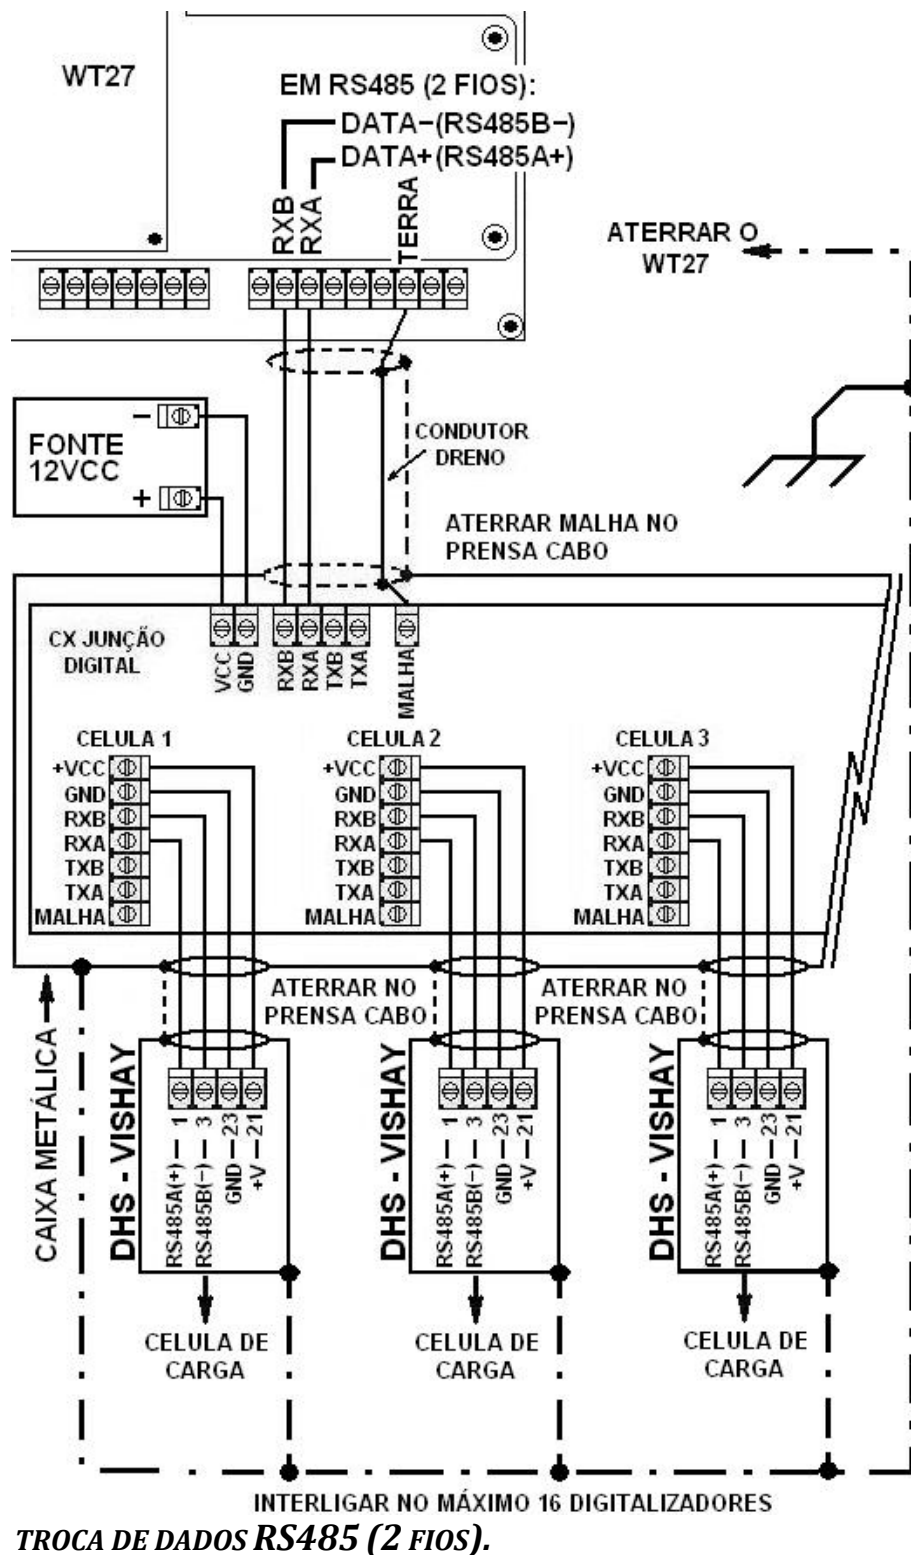 WT27
EM RS485 (2 FIOS):
DATA-(RS485B-)
DATA+(RS485A+)
RXB
RXA
TERRA
ATERRAR O
WT27
FONTE
12VCC
-
+
CONDUTOR
DRENO
ATERRAR MALHA NO
PRENSA CABO
CX JUNÇÃO
DIGITAL
VCC
GND
RXB
RXA
TXB
TXA
MALHA
CELULA 1
+VCC
GND
RXB
RXA
TXB
TXA
MALHA
CELULA 2
+VCC
GND
RXB
RXA
TXB
TXA
MALHA
CELULA 3
+VCC
GND
RXB
RXA
TXB
TXA
MALHA
CAIXA METÁLICA
ATERRAR NO
PRENSA CABO
ATERRAR NO
PRENSA CABO
DHS - VISHAY
RS485A(+) — 1
RS485B(-) — 3
GND — 23
+V — 21
CELULA DE
CARGA
DHS - VISHAY
RS485A(+) — 1
RS485B(-) — 3
GND — 23
+V — 21
CELULA DE
CARGA
DHS - VISHAY
RS485A(+) — 1
RS485B(-) — 3
GND — 23
+V — 21
CELULA DE
CARGA
INTERLIGAR NO MÁXIMO 16 DIGITALIZADORES
TROCA DE DADOS RS485 (2 FIOS).